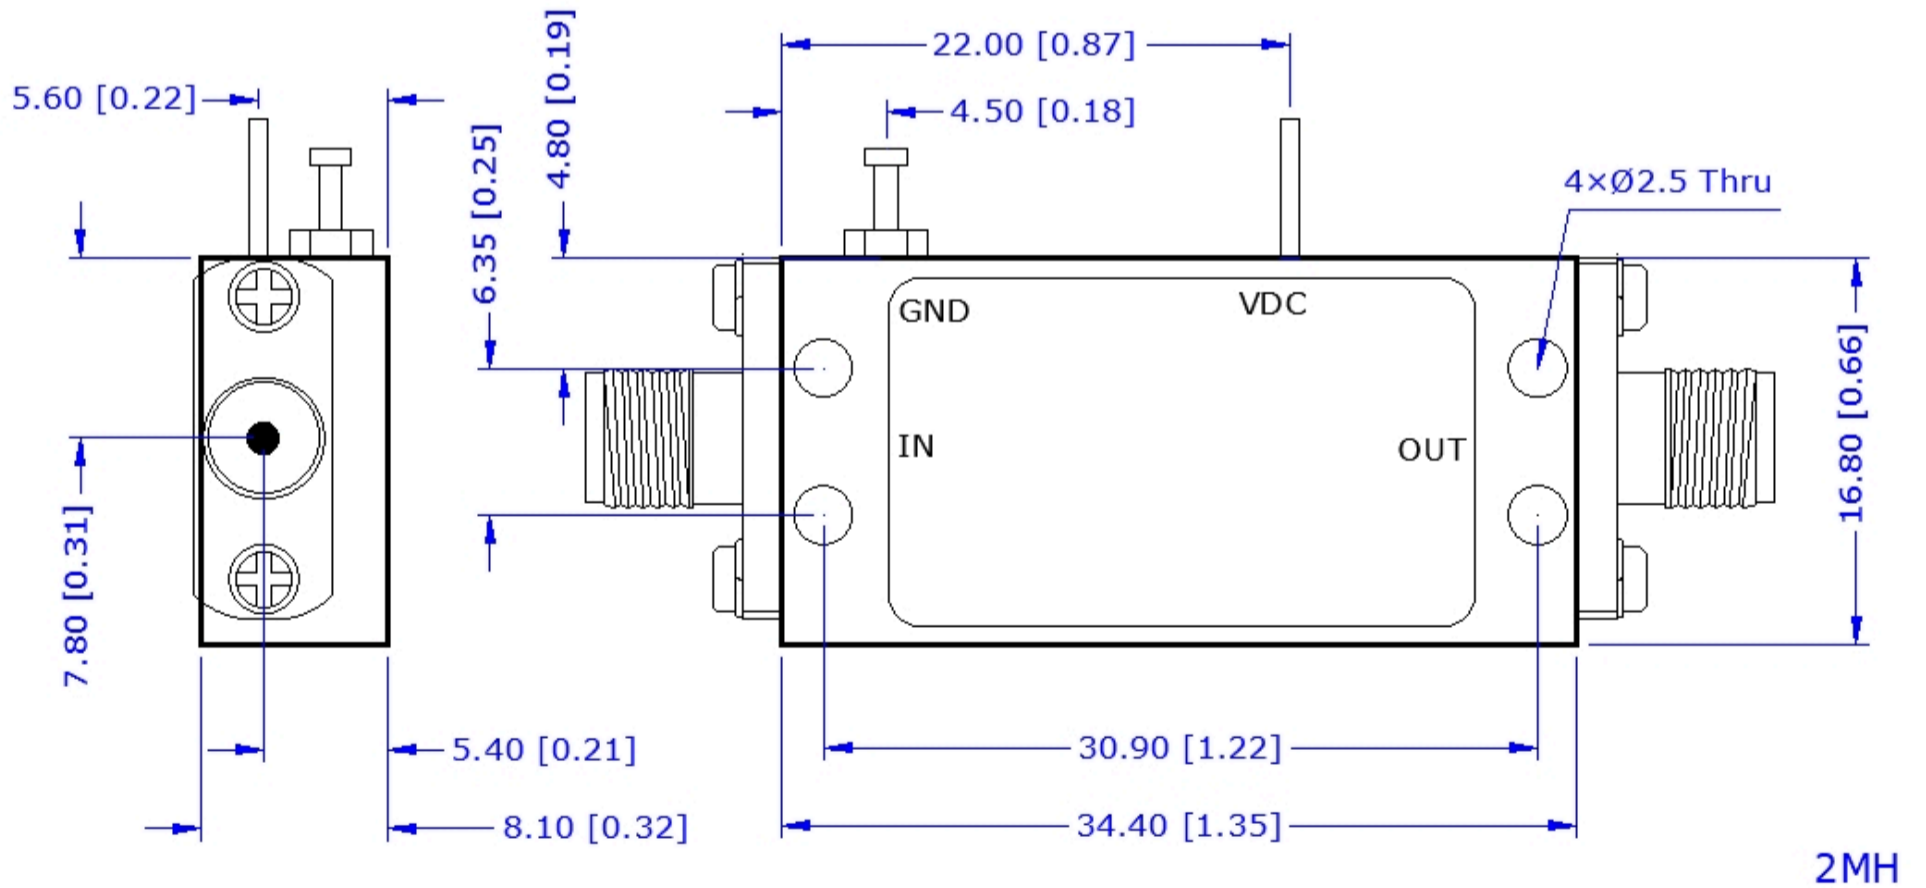 22.00 [0.87]
5.60 [0.22]
4.80 [0.19]
4.50 [0.18]
6.35 [0.25]
4×Ø2.5 Thru
GND
VDC
IN
OUT
16.80 [0.66]
7.80 [0.31]
5.40 [0.21]
30.90 [1.22]
8.10 [0.32]
34.40 [1.35]
2MH